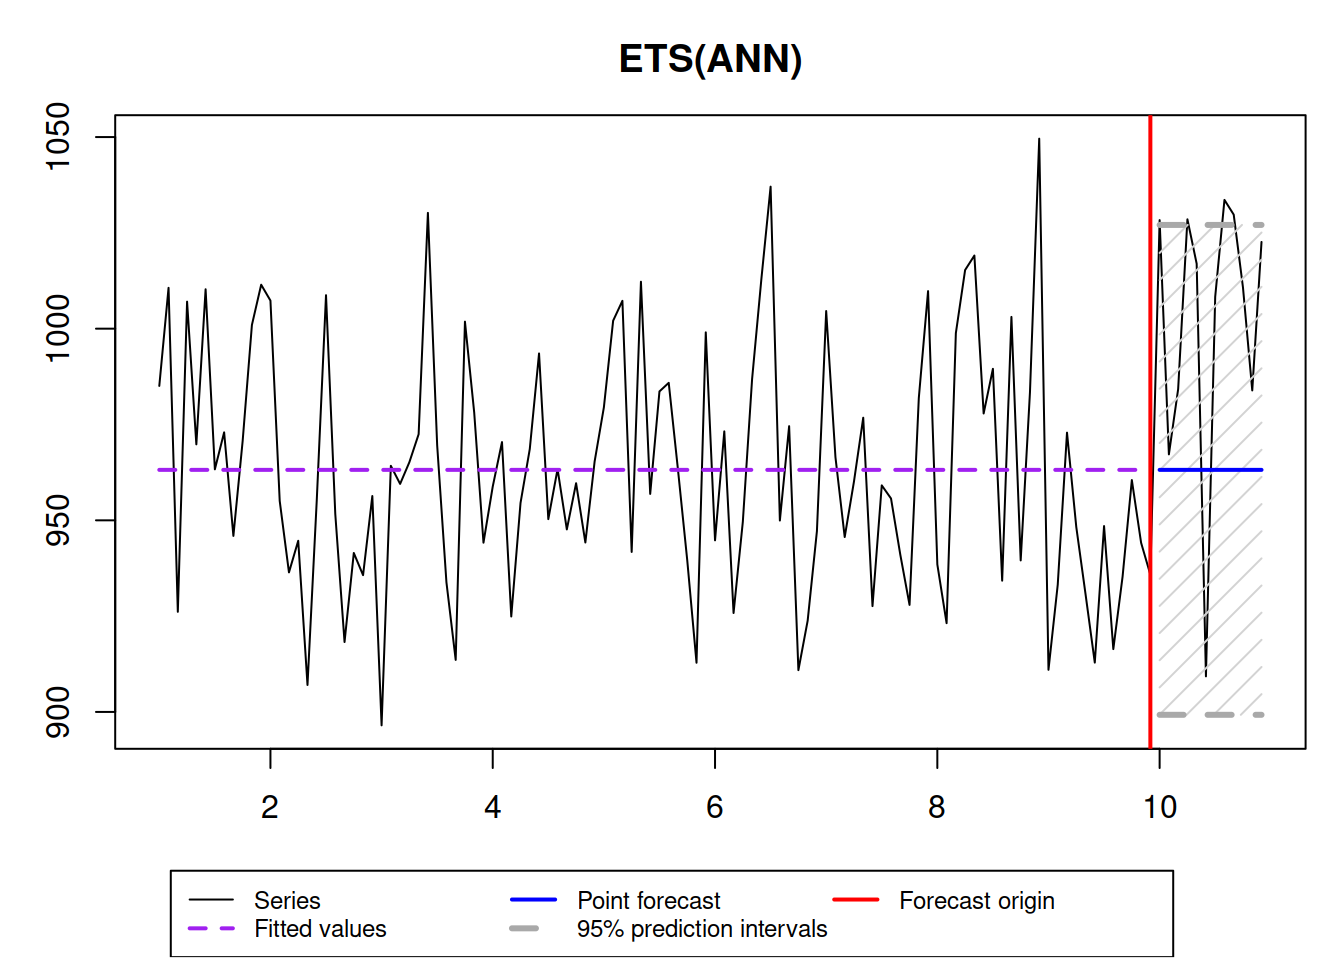 ETS(ANN)
1050
1000
950
900
2 4 6 8 10
Series Point forecast Forecast origin
Fitted values 95% prediction intervals